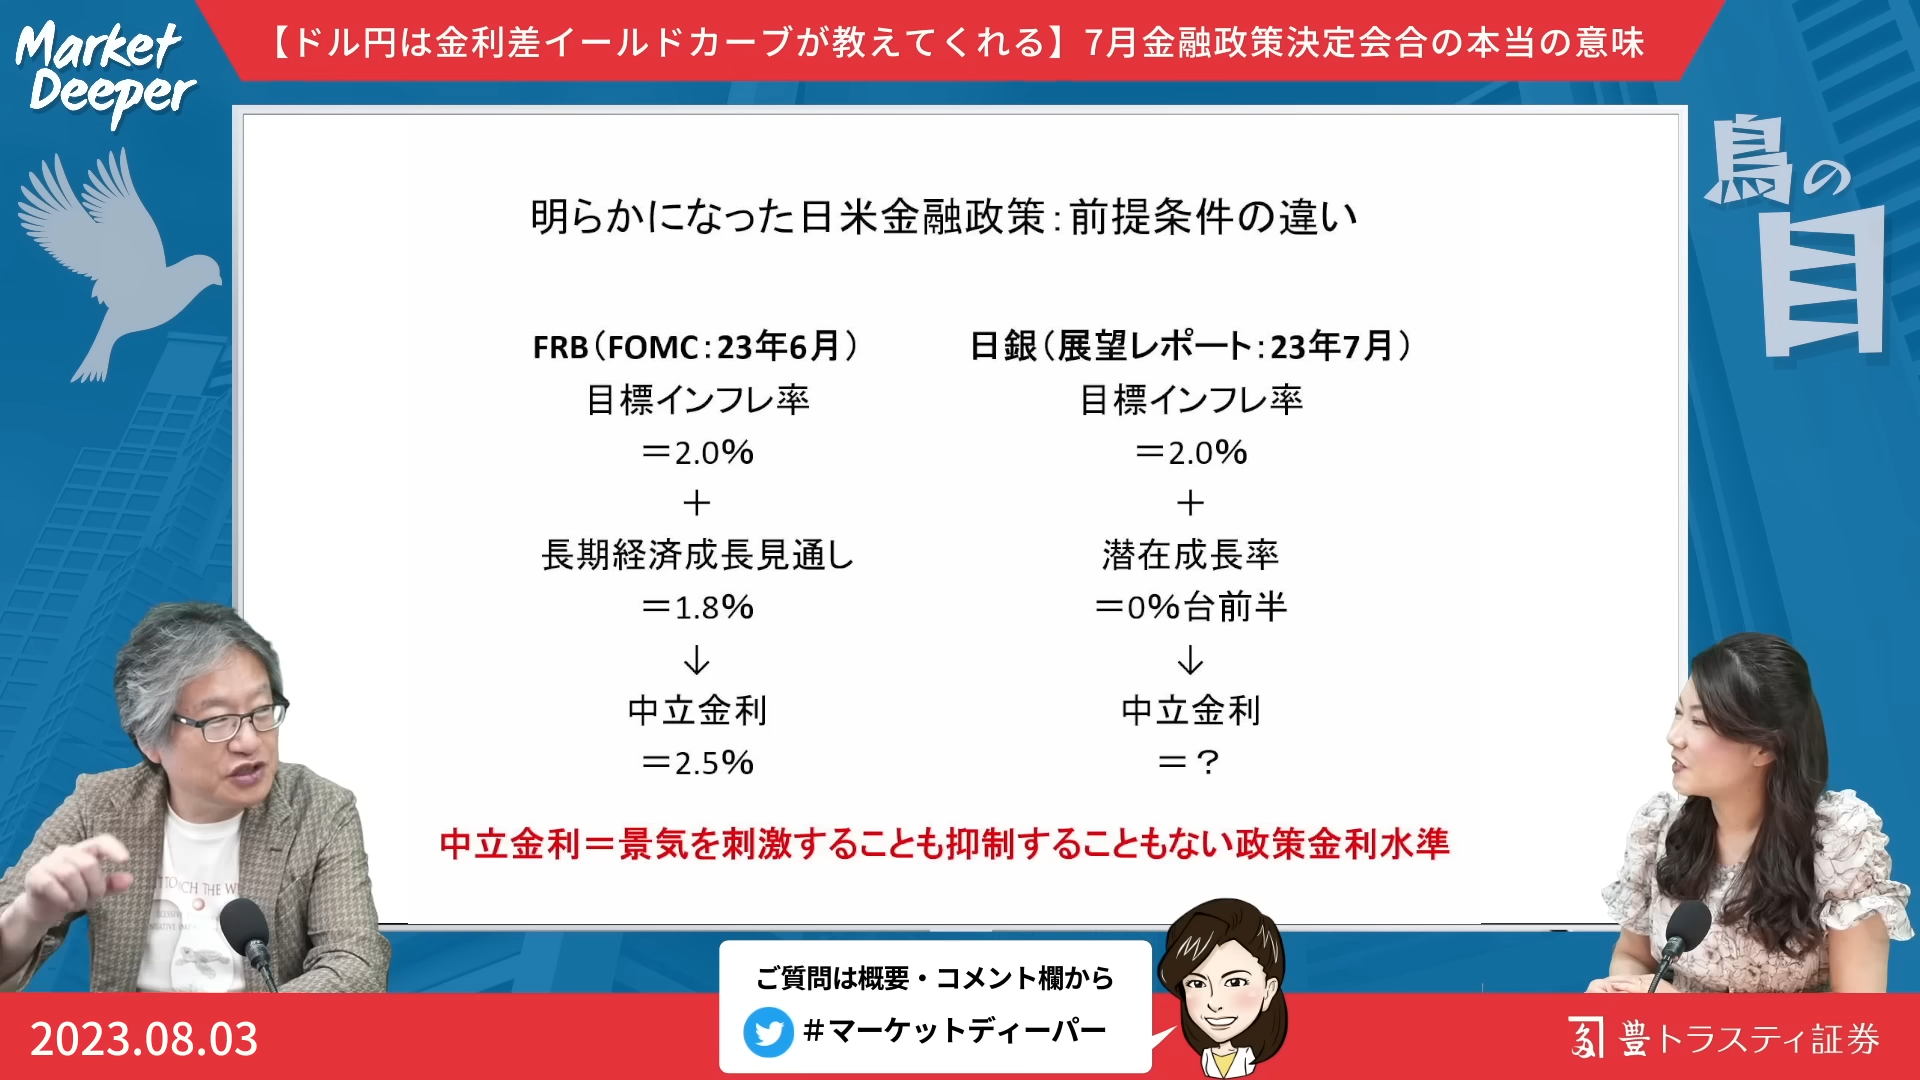 Market
Deeper
【ドル円は金利差イールドカーブが教えてくれる】7月金融政策決定会合の本当の意味
鳥の
目
明らかになった日米金融政策：前提条件の違い
FRB（FOMC：23年6月）
目標インフレ率
＝2.0%
＋
長期経済成長見通し
＝1.8%
↓
中立金利
＝2.5%
日銀（展望レポート：23年7月）
目標インフレ率
＝2.0%
＋
潜在成長率
＝0%台前半
↓
中立金利
＝？
中立金利＝景気を刺激することも抑制することもない政策金利水準
ご質問は概要・コメント欄から
＃マーケットディーパー
2023.08.03
豊トラスティ証券